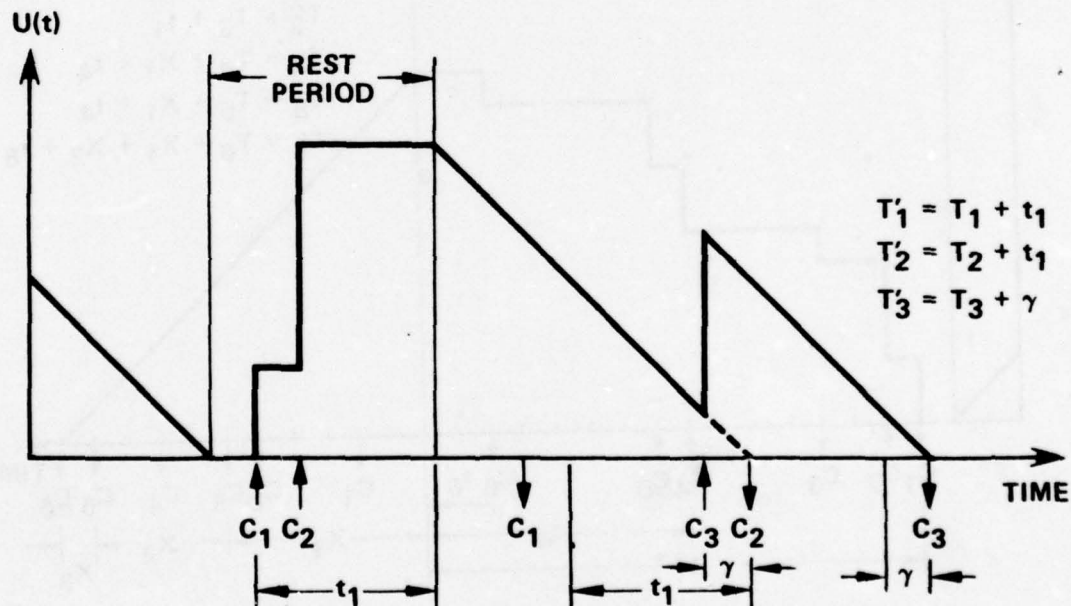 U(t)
REST
PERIOD
T′₁ = T₁ + t₁
T′₂ = T₂ + t₁
T′₃ = T₃ + γ
TIME
C₁ C₂ C₁ C₃ C₂ C₃
γ γ
t₁ t₁